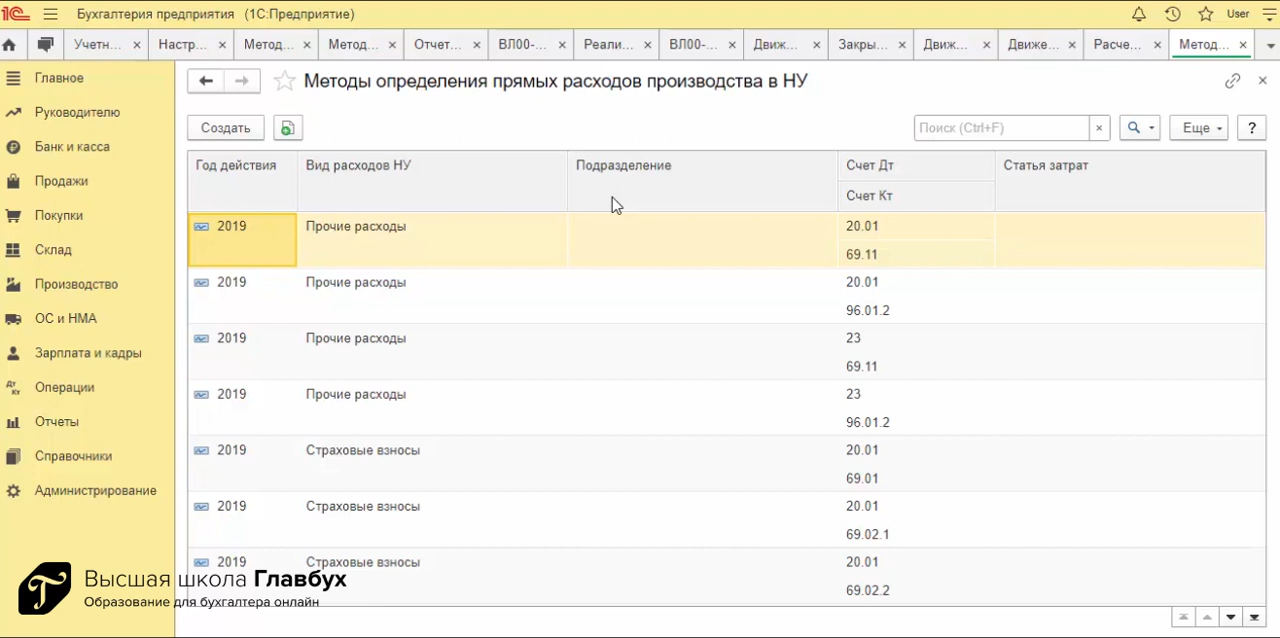 1С Бухгалтерия предприятия (1С:Предприятие) User
Учетн... × Настр... × Метод... × Метод... × Отчет... × ВЛ00-... × Реали... × ВЛ00-... × Движ... × Закры... × Движ... × Движе... × Расче... × Метод... ×
Главное
Руководителю
Банк и касса
Продажи
Покупки
Склад
Производство
ОС и НМА
Зарплата и кадры
Операции
Отчеты
Справочники
Администрирование
Методы определения прямых расходов производства в НУ
Создать Поиск (Ctrl+F) × Еще ?
Год действия Вид расходов НУ Подразделение Счет Дт Статья затрат
Счет Кт
2019 Прочие расходы 20.01
69.11
2019 Прочие расходы 20.01
96.01.2
2019 Прочие расходы 23
69.11
2019 Прочие расходы 23
96.01.2
2019 Страховые взносы 20.01
69.01
2019 Страховые взносы 20.01
69.02.1
2019 Страховые взносы 20.01
69.02.2
Высшая школа Главбух
Образование для бухгалтера онлайн